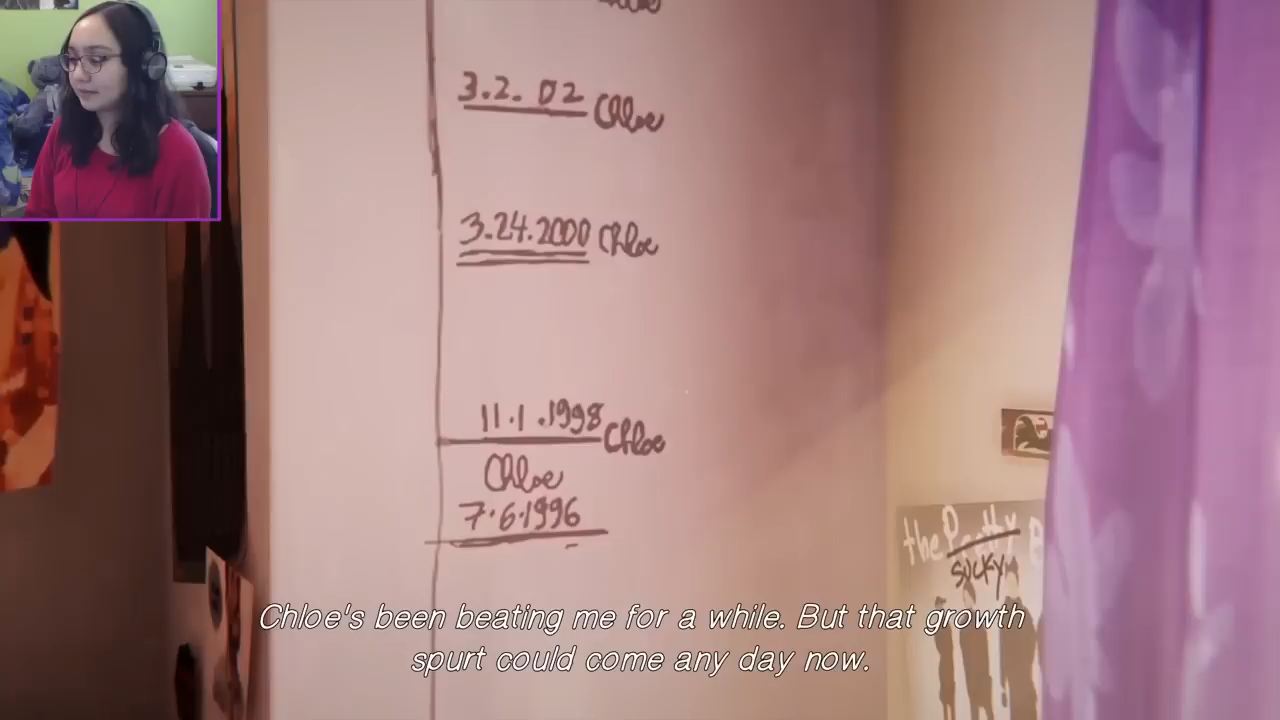 3.2.02 Chloe
3.24.2000 Chloe
11.1.1998 Chloe
Chloe
7.6.1996
the Pretty
SUCKY
Chloe's been beating me for a while. But that growth
spurt could come any day now.